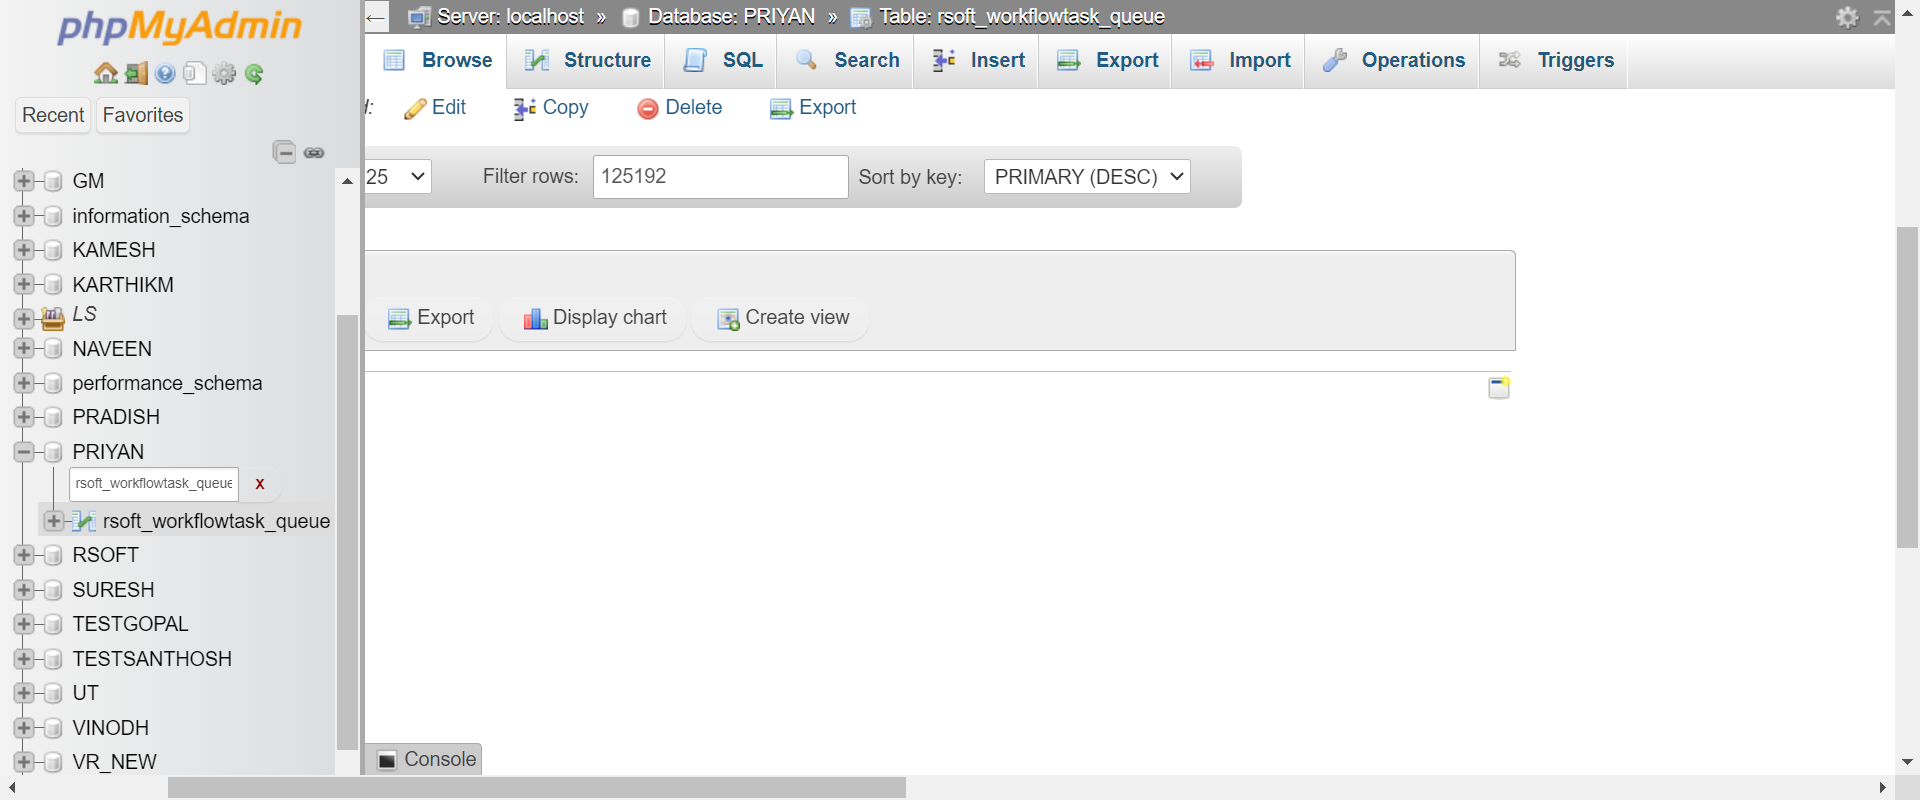 phpMyAdmin
Recent
Favorites
GM
information_schema
KAMESH
KARTHIKM
LS
NAVEEN
performance_schema
PRADISH
PRIYAN
rsoft_workflowtask_queue
X
rsoft_workflowtask_queue
RSOFT
SURESH
TESTGOPAL
TESTSANTHOSH
UT
VINODH
VR_NEW
Server: localhost » Database: PRIYAN » Table: rsoft_workflowtask_queue
Browse Structure SQL Search Insert Export Import Operations Triggers
Edit Copy Delete Export
25 Filter rows: 125192 Sort by key: PRIMARY (DESC)
Export Display chart Create view
Console